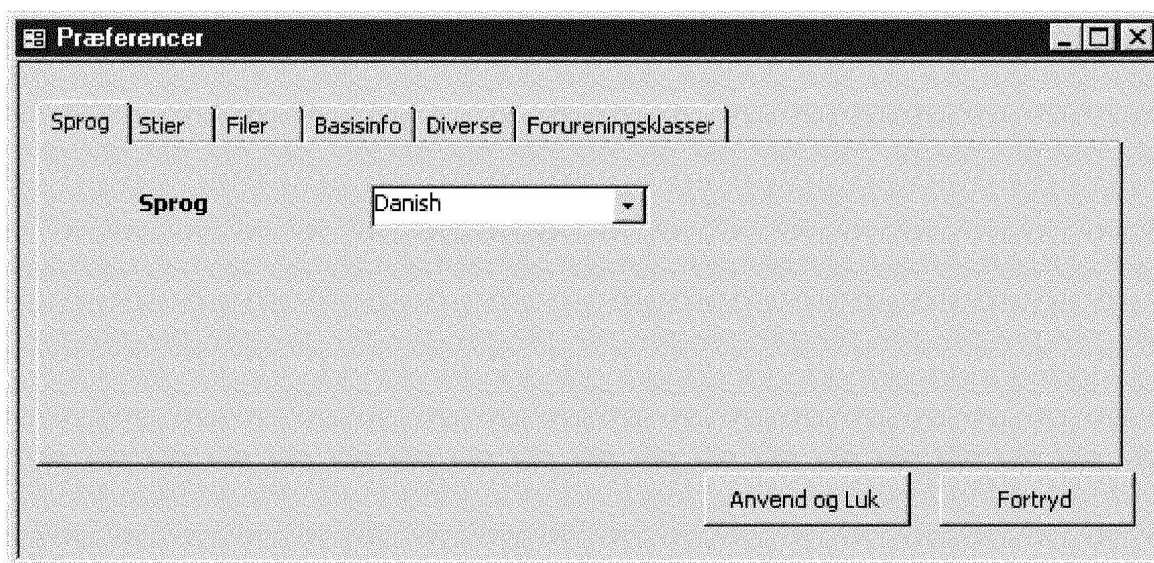 Præferencer
Sprog Stier Filer Basisinfo Diverse Forureningsklasser
Sprog Danish
Anvend og Luk Fortryd